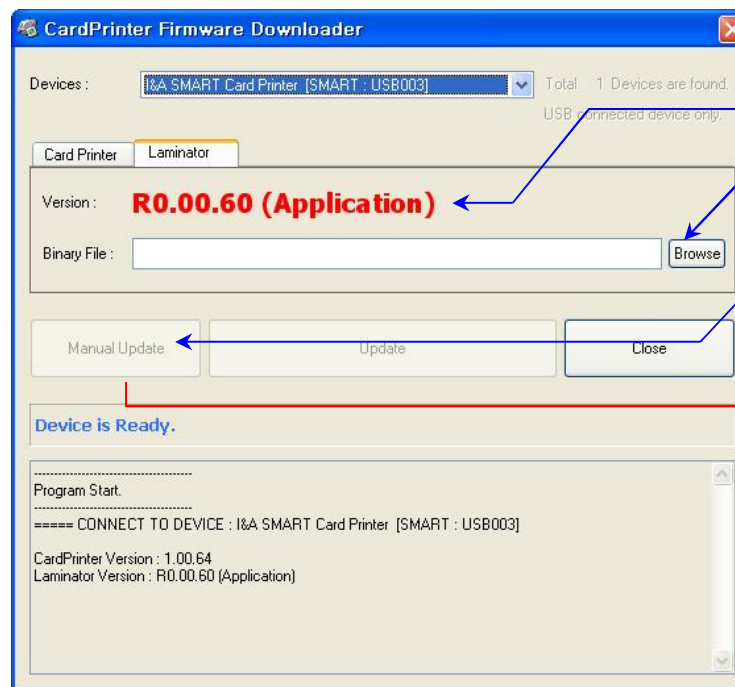 CardPrinter Firmware Downloader
Devices : I&A SMART Card Printer [SMART : USB003] Total 1 Devices are found.
USB connected device only.
Card Printer Laminator
Version : R0.00.60 (Application)
Binary File : Browse
Manual Update Update Close
Device is Ready.
----------------------------------------
Program Start.
----------------------------------------
===== CONNECT TO DEVICE : I&A SMART Card Printer [SMART : USB003]
CardPrinter Version : 1.00.64
Laminator Version : R0.00.60 (Application)